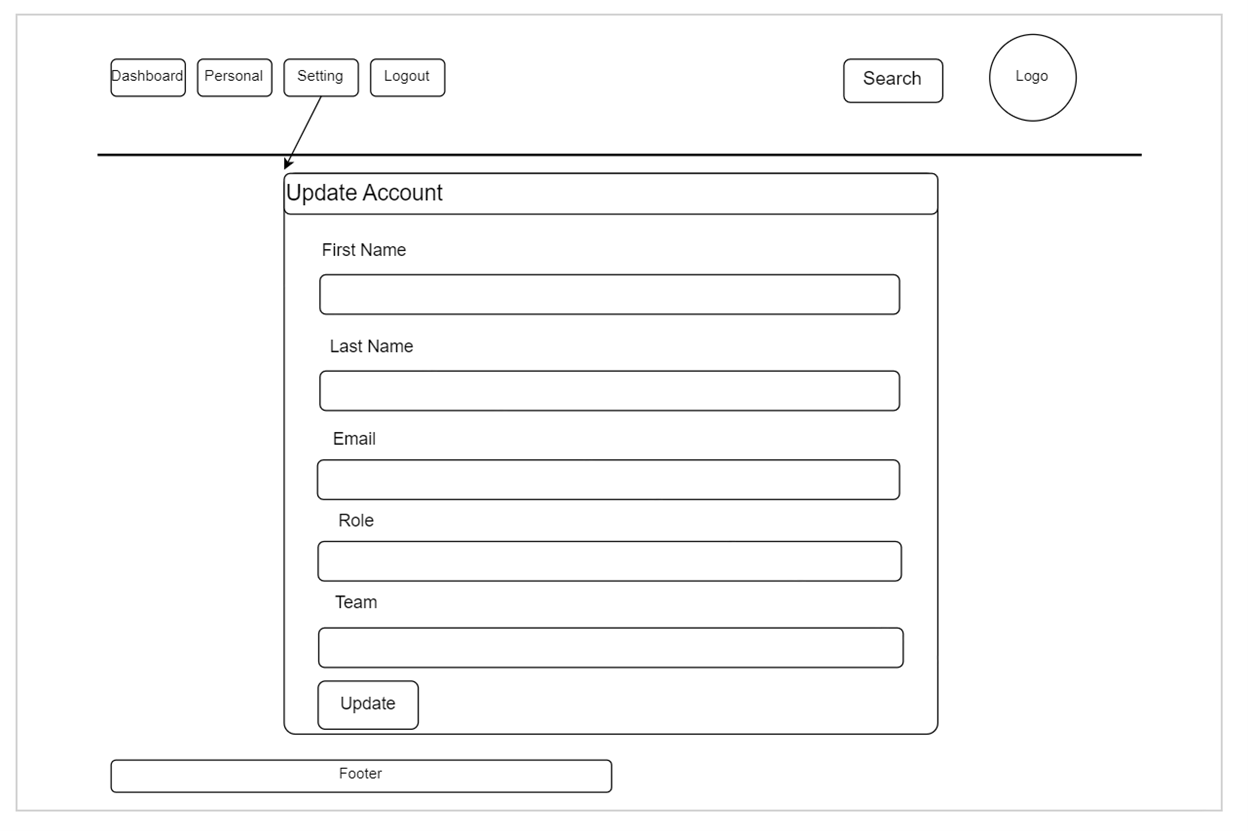 Dashboard
Personal
Setting
Logout
Search
Logo
Update Account
First Name
Last Name
Email
Role
Team
Update
Footer